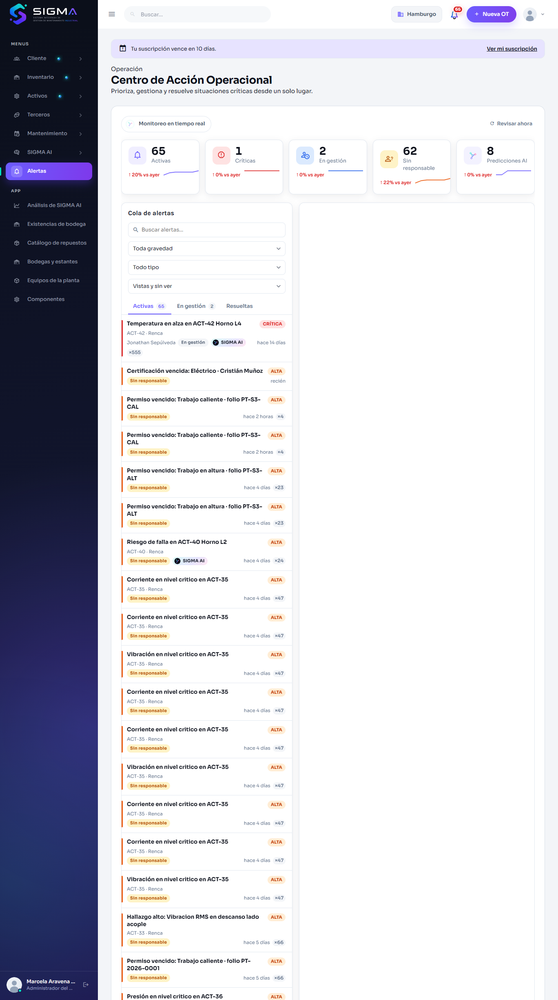 SIGMA
SISTEMA INTEGRADO DE
GESTIÓN DE MANTENIMIENTO INDUSTRIAL
Buscar...
Hamburgo
65
+ Nueva OT
MENUS
Cliente
Inventario
Activos
Terceros
Mantenimiento
SIGMA AI
Alertas
APP
Análisis de SIGMA AI
Existencias de bodega
Catálogo de repuestos
Bodegas y estantes
Equipos de la planta
Componentes
Marcela Aravena ...
Administrador del ...
Tu suscripción vence en 10 días.
Ver mi suscripción
Operación
Centro de Acción Operacional
Prioriza, gestiona y resuelve situaciones críticas desde un solo lugar.
Monitoreo en tiempo real
Revisar ahora
65
Activas
↑ 20% vs ayer
1
Críticas
↑ 0% vs ayer
2
En gestión
↑ 0% vs ayer
62
Sin
responsable
↑ 22% vs ayer
8
Predicciones AI
↑ 0% vs ayer
Cola de alertas
Buscar alertas...
Toda gravedad
Todo tipo
Vistas y sin ver
Activas 65 En gestión 2 Resueltas
Temperatura en alza en ACT-42 Horno L4 CRÍTICA
ACT-42 · Renca
Jonathan Sepúlveda En gestión SIGMA AI hace 14 días
×555
Certificación vencida: Eléctrico · Cristián Muñoz ALTA
Sin responsable recién
Permiso vencido: Trabajo caliente · folio PT-S3- ALTA
CAL
Sin responsable hace 2 horas ×4
Permiso vencido: Trabajo caliente · folio PT-S3- ALTA
CAL
Sin responsable hace 2 horas ×4
Permiso vencido: Trabajo en altura · folio PT-S3- ALTA
ALT
Sin responsable hace 4 días ×23
Permiso vencido: Trabajo en altura · folio PT-S3- ALTA
ALT
Sin responsable hace 4 días ×23
Riesgo de falla en ACT-40 Horno L2 ALTA
ACT-40 · Renca
Sin responsable SIGMA AI hace 4 días ×24
Corriente en nivel critico en ACT-35 ALTA
ACT-35 · Renca
Sin responsable hace 4 días ×47
Corriente en nivel critico en ACT-35 ALTA
ACT-35 · Renca
Sin responsable hace 4 días ×47
Vibración en nivel critico en ACT-35 ALTA
ACT-35 · Renca
Sin responsable hace 4 días ×47
Corriente en nivel critico en ACT-35 ALTA
ACT-35 · Renca
Sin responsable hace 4 días ×47
Corriente en nivel critico en ACT-35 ALTA
ACT-35 · Renca
Sin responsable hace 4 días ×47
Vibración en nivel critico en ACT-35 ALTA
ACT-35 · Renca
Sin responsable hace 4 días ×47
Corriente en nivel critico en ACT-35 ALTA
ACT-35 · Renca
Sin responsable hace 4 días ×47
Corriente en nivel critico en ACT-35 ALTA
ACT-35 · Renca
Sin responsable hace 4 días ×47
Vibración en nivel critico en ACT-35 ALTA
ACT-35 · Renca
Sin responsable hace 4 días ×47
Hallazgo alto: Vibracion RMS en descanso lado ALTA
acople
ACT-33 · Renca
Sin responsable hace 5 días ×66
Permiso vencido: Trabajo caliente · folio PT- ALTA
2026-0001
Sin responsable hace 5 días ×66
Presión en nivel critico en ACT-36 ALTA